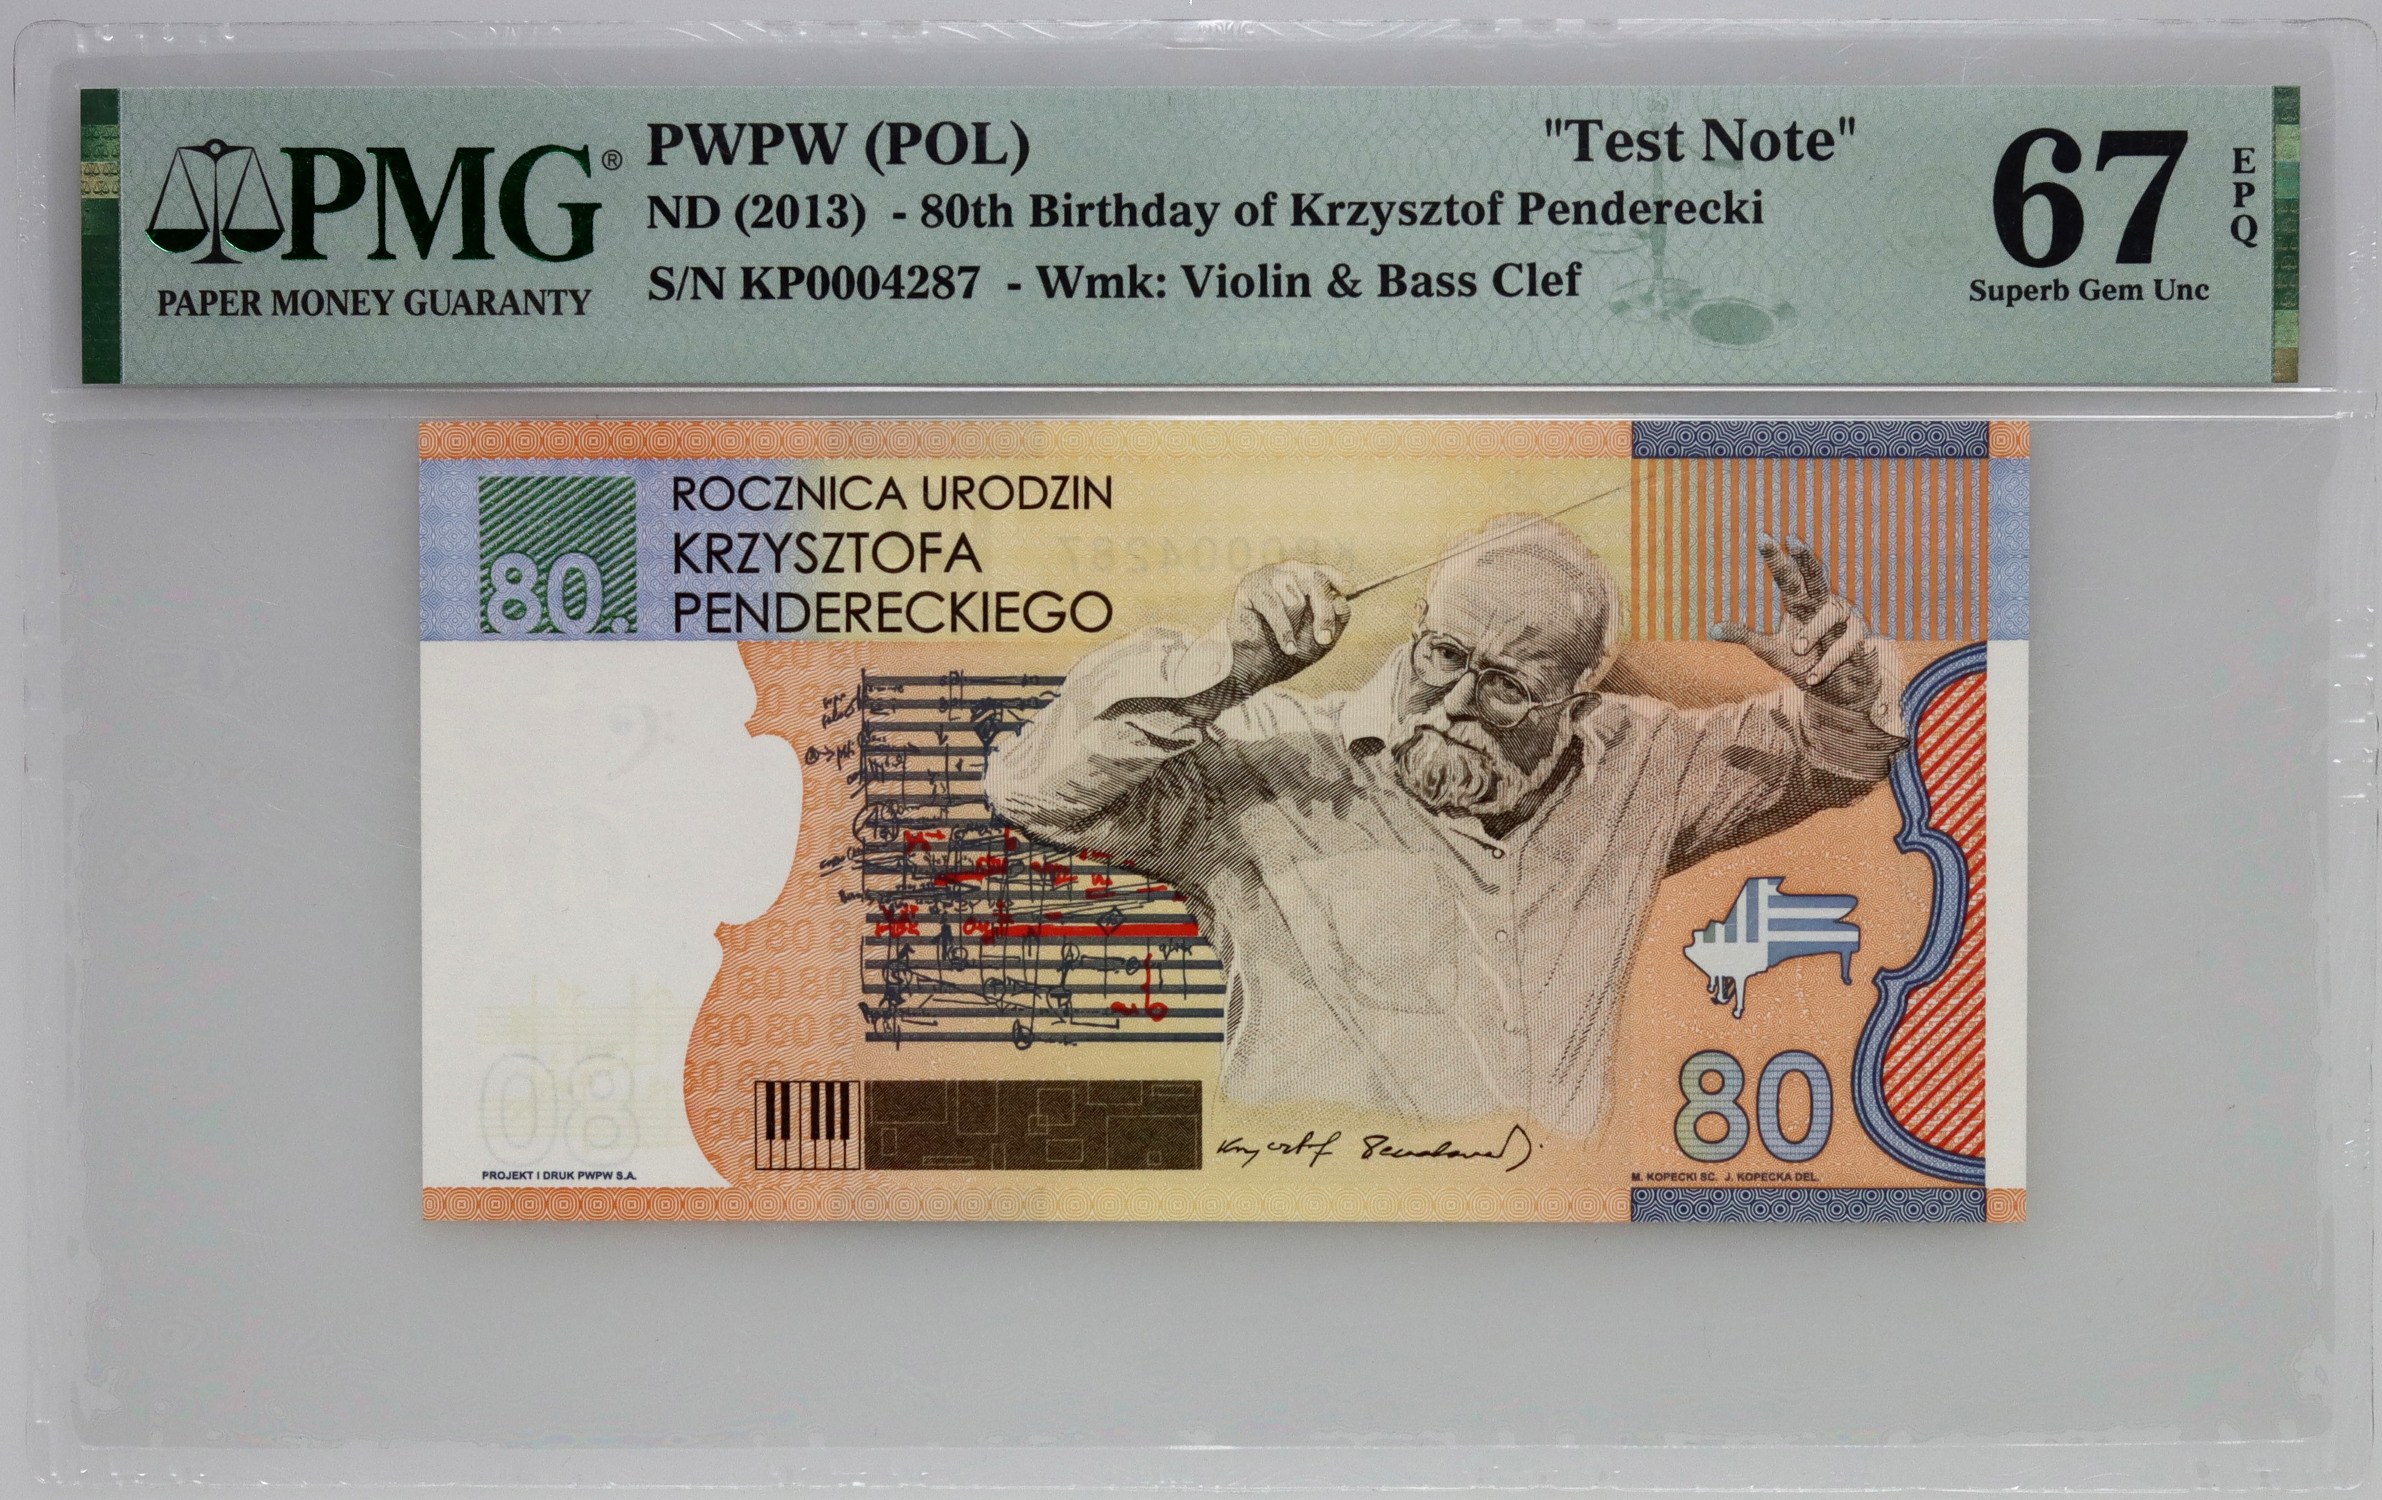 PMG®
PAPER MONEY GUARANTY
PWPW (POL) "Test Note"
ND (2013) - 80th Birthday of Krzysztof Penderecki
S/N KP0004287 - Wmk: Violin & Bass Clef
67
EPQ
Superb Gem Unc
80.
ROCZNICA URODZIN
KRZYSZTOFA
PENDERECKIEGO
80
PROJEKT I DRUK PWPW S.A.
M. KOPECKI SC. J. KOPECKA DEL.